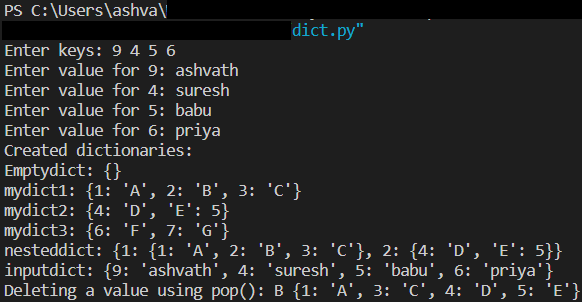 PS C:\Users\ashva\
dict.py"
Enter keys: 9 4 5 6
Enter value for 9: ashvath
Enter value for 4: suresh
Enter value for 5: babu
Enter value for 6: priya
Created dictionaries:
Emptydict: {}
mydict1: {1: 'A', 2: 'B', 3: 'C'}
mydict2: {4: 'D', 'E': 5}
mydict3: {6: 'F', 7: 'G'}
nesteddict: {1: {1: 'A', 2: 'B', 3: 'C'}, 2: {4: 'D', 'E': 5}}
inputdict: {9: 'ashvath', 4: 'suresh', 5: 'babu', 6: 'priya'}
Deleting a value using pop(): B {1: 'A', 3: 'C', 4: 'D', 5: 'E'}